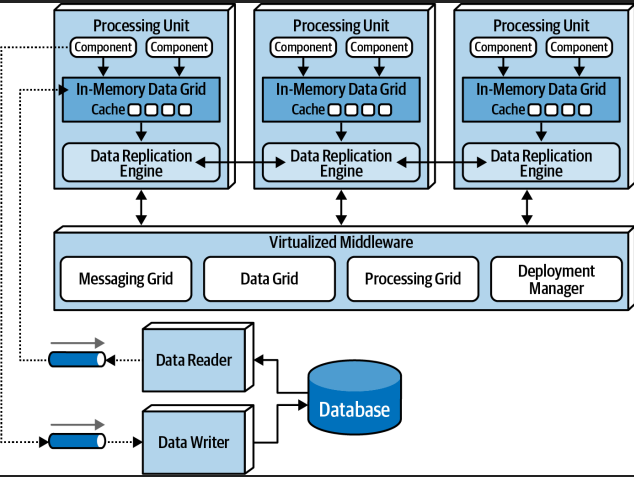 Processing Unit
Component
Component
In-Memory Data Grid
Cache
Data Replication
Engine
Processing Unit
Component
Component
In-Memory Data Grid
Cache
Data Replication
Engine
Processing Unit
Component
Component
In-Memory Data Grid
Cache
Data Replication
Engine
Virtualized Middleware
Messaging Grid
Data Grid
Processing Grid
Deployment
Manager
Data Reader
Database
Data Writer